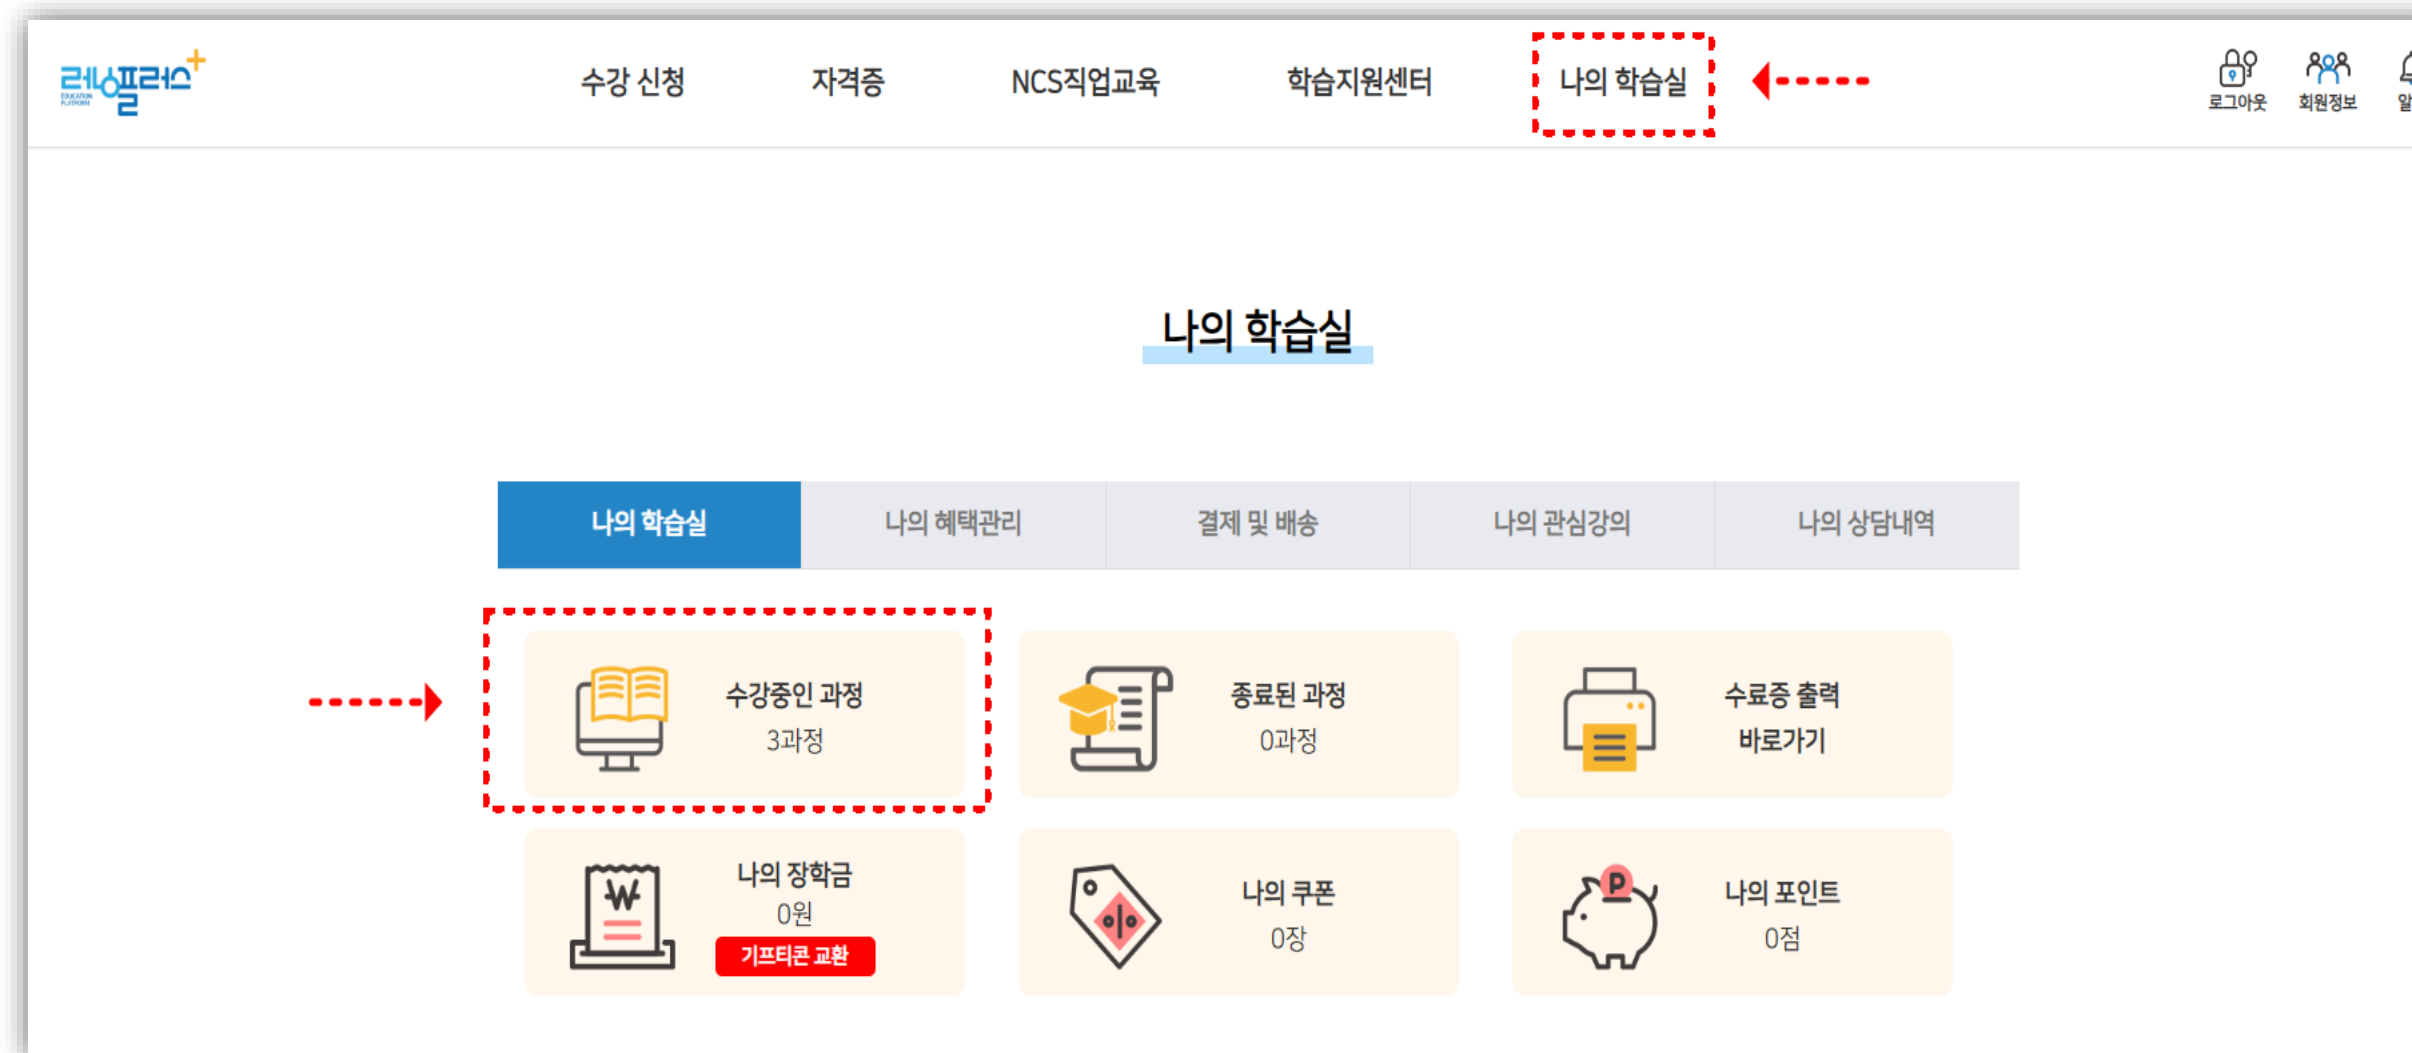 러닝플러스+
EDUCATION
PLATFORM
수강 신청
자격증
NCS직업교육
학습지원센터
나의 학습실
로그아웃
회원정보
나의 학습실
나의 학습실
나의 혜택관리
결제 및 배송
나의 관심강의
나의 상담내역
수강중인 과정
3과정
종료된 과정
0과정
수료증 출력
바로가기
나의 장학금
₩
0원
기프티콘 교환
나의 쿠폰
0장
P
나의 포인트
0점